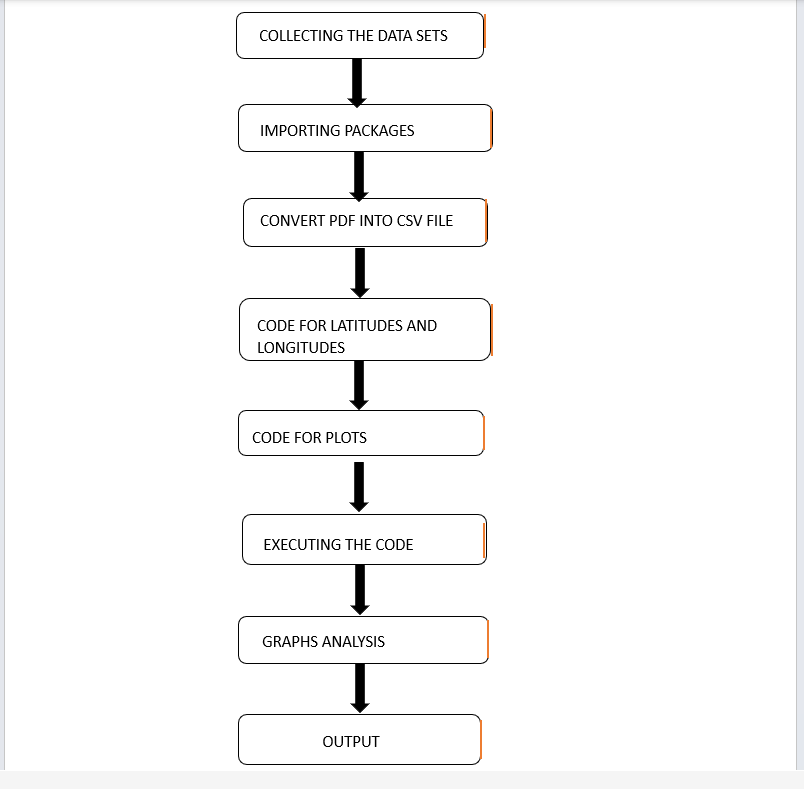 COLLECTING THE DATA SETS
IMPORTING PACKAGES
CONVERT PDF INTO CSV FILE
CODE FOR LATITUDES AND
LONGITUDES
CODE FOR PLOTS
EXECUTING THE CODE
GRAPHS ANALYSIS
OUTPUT